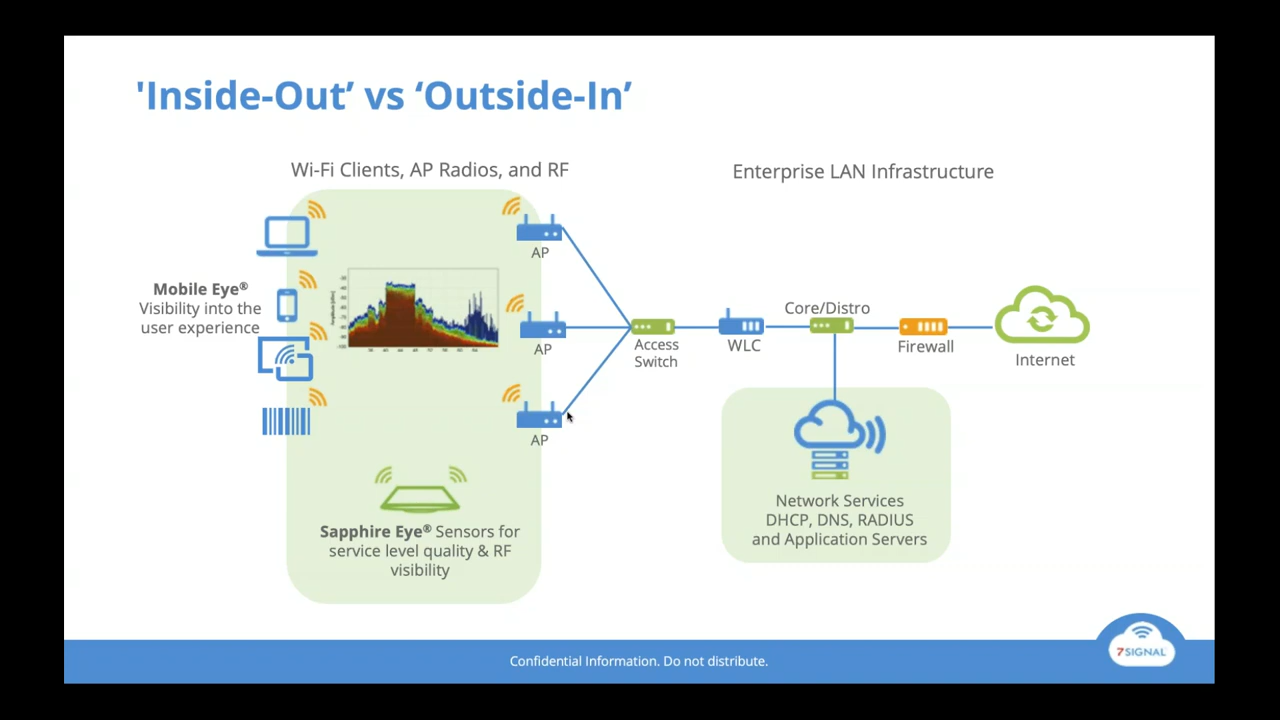 'Inside-Out’ vs ‘Outside-In’
Wi-Fi Clients, AP Radios, and RF
Enterprise LAN Infrastructure
Mobile Eye®
Visibility into the
user experience
AP
AP
AP
Access
Switch
WLC
Core/Distro
Firewall
Internet
Sapphire Eye® Sensors for
service level quality & RF
visibility
Network Services
DHCP, DNS, RADIUS
and Application Servers
Confidential Information. Do not distribute.
7SIGNAL